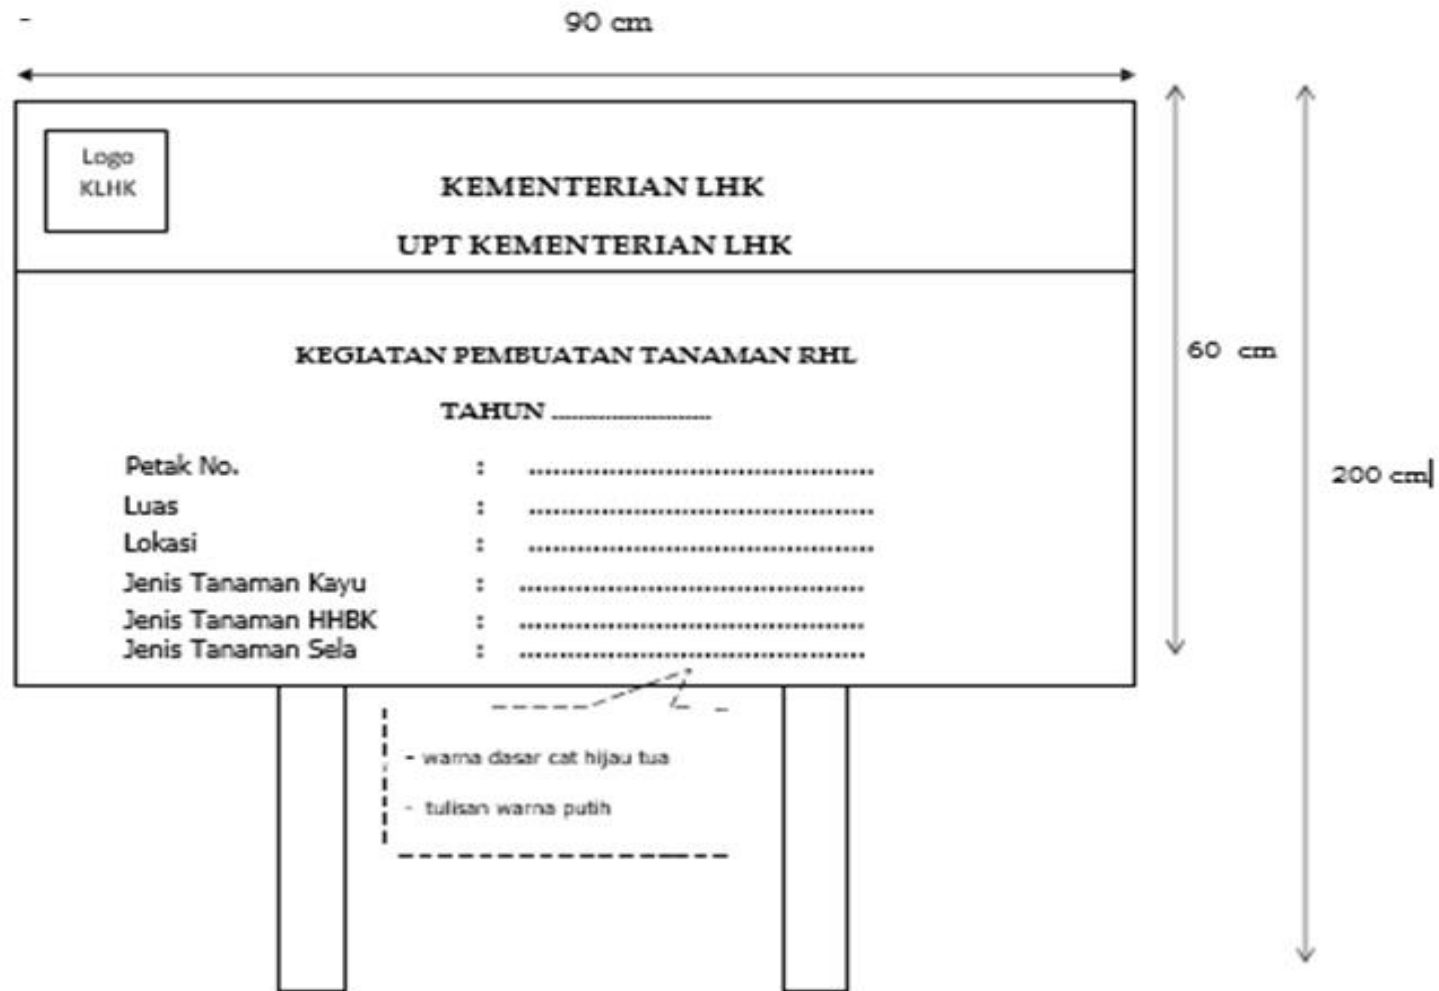 -
90 cm
Logo
KLHK
KEMENTERIAN LHK
UPT KEMENTERIAN LHK
KEGIATAN PEMBUATAN TANAMAN RHL
TAHUN ........................
Petak No. : ............................................
Luas : ............................................
Lokasi : ............................................
Jenis Tanaman Kayu : ............................................
Jenis Tanaman HHBK : ............................................
Jenis Tanaman Sela : ............................................
60 cm
200 cm
- warna dasar cat hijau tua
- tulisan warna putih